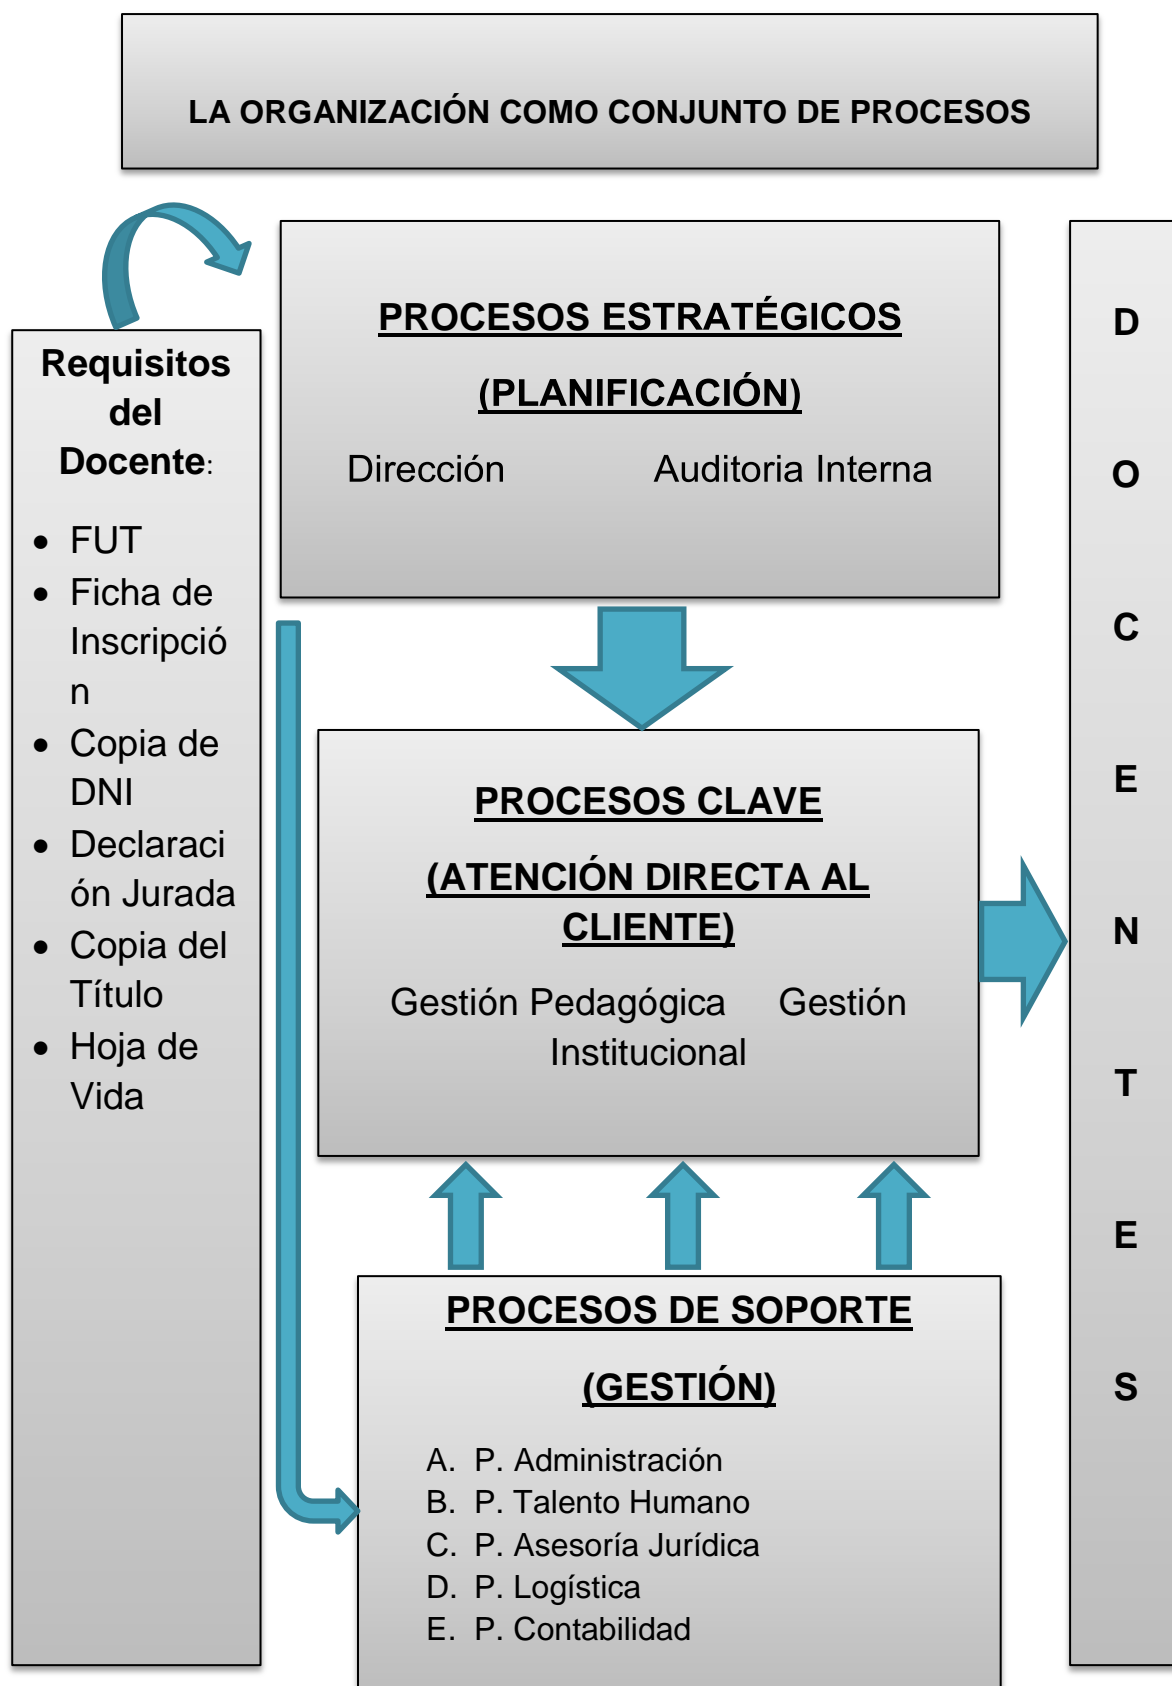 LA ORGANIZACIÓN COMO CONJUNTO DE PROCESOS
Requisitos
del
Docente:
• FUT
• Ficha de
Inscripció
n
• Copia de
DNI
• Declaraci
ón Jurada
• Copia del
Título
• Hoja de
Vida
PROCESOS ESTRATÉGICOS
(PLANIFICACIÓN)
Dirección Auditoria Interna
PROCESOS CLAVE
(ATENCIÓN DIRECTA AL
CLIENTE)
Gestión Pedagógica Gestión
Institucional
PROCESOS DE SOPORTE
(GESTIÓN)
A. P. Administración
B. P. Talento Humano
C. P. Asesoría Jurídica
D. P. Logística
E. P. Contabilidad
D
O
C
E
N
T
E
S